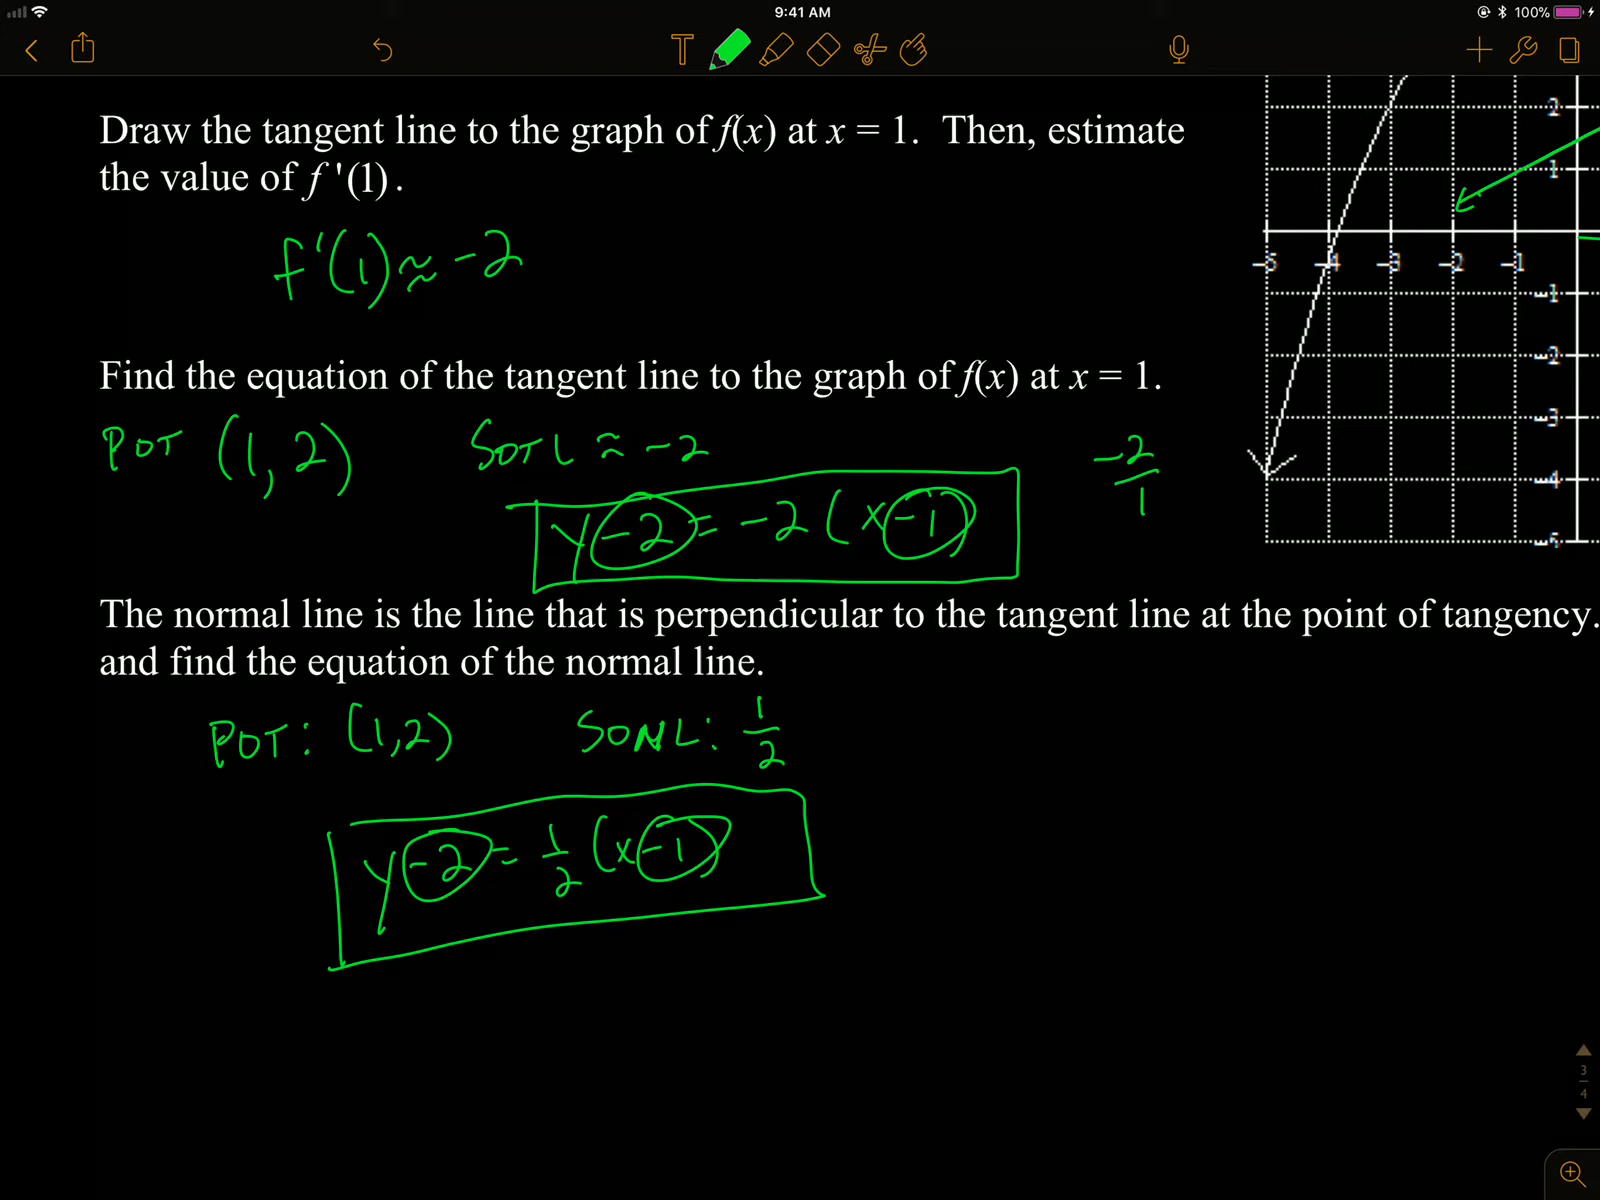 9:41 AM
100%
T
Draw the tangent line to the graph of f(x) at x = 1. Then, estimate
the value of f '(1).
f'(1) ≈ -2
Find the equation of the tangent line to the graph of f(x) at x = 1.
POT (1, 2) SOTL ≈ -2
-2/1
y-2 = -2(x-1)
The normal line is the line that is perpendicular to the tangent line at the point of tangency.
and find the equation of the normal line.
POT: (1,2) SONL: 1/2
y-2 = 1/2(x-1)
2
1
-5 -4 -3 -2 -1
-1
-2
-3
-4
-5
3
4